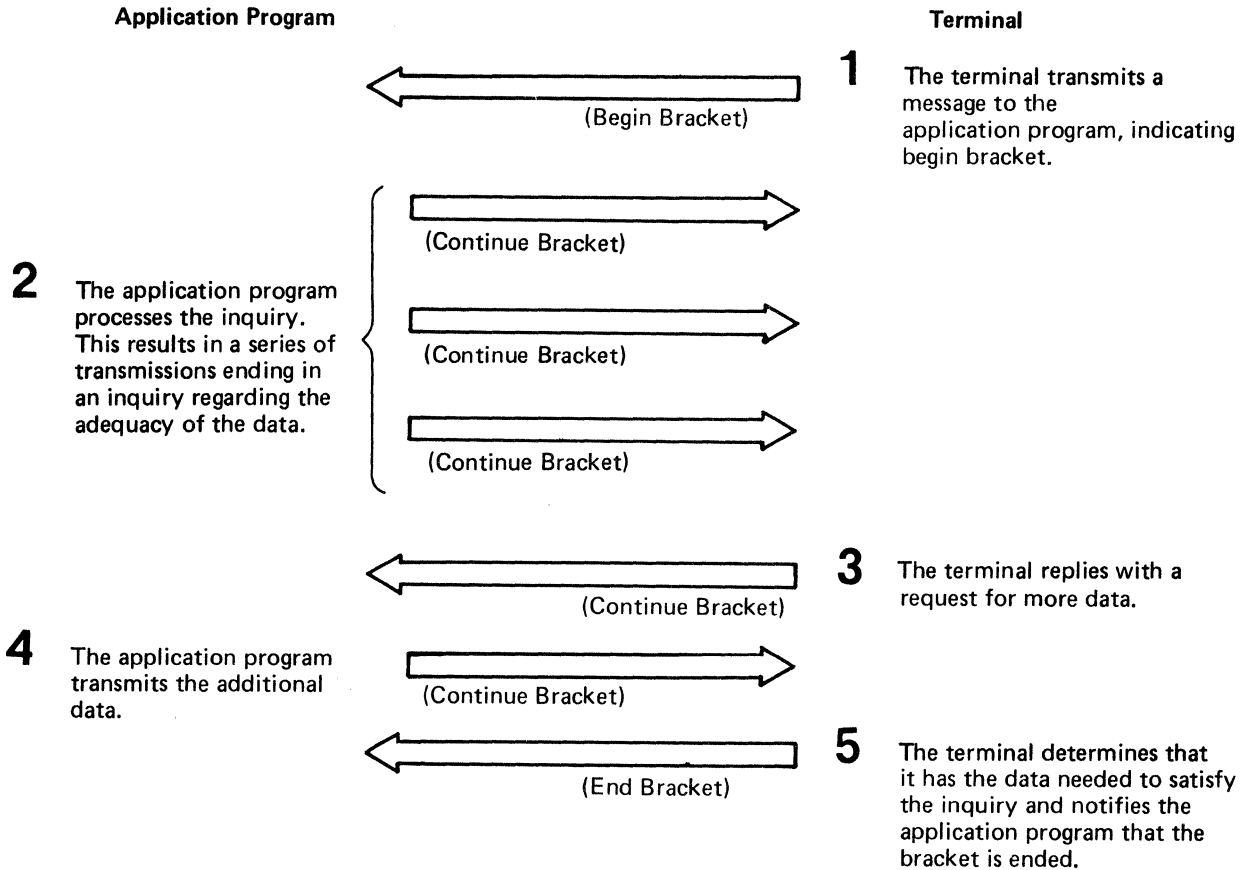 Application Program
Terminal
1
The terminal transmits a
message to the
application program, indicating
begin bracket.
(Begin Bracket)
(Continue Bracket)
2
The application program
processes the inquiry.
This results in a series of
transmissions ending in
an inquiry regarding the
adequacy of the data.
(Continue Bracket)
(Continue Bracket)
3
The terminal replies with a
request for more data.
(Continue Bracket)
4
The application program
transmits the additional
data.
(Continue Bracket)
5
The terminal determines that
it has the data needed to satisfy
the inquiry and notifies the
application program that the
bracket is ended.
(End Bracket)